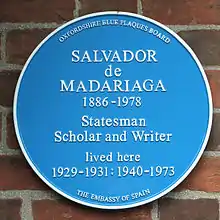 OXFORDSHIRE BLUE PLAQUES BOARD
SALVADOR
de
MADARIAGA
1886-1978
Statesman
Scholar and Writer
lived here
1929-1931: 1940-1973
THE EMBASSY OF SPAIN